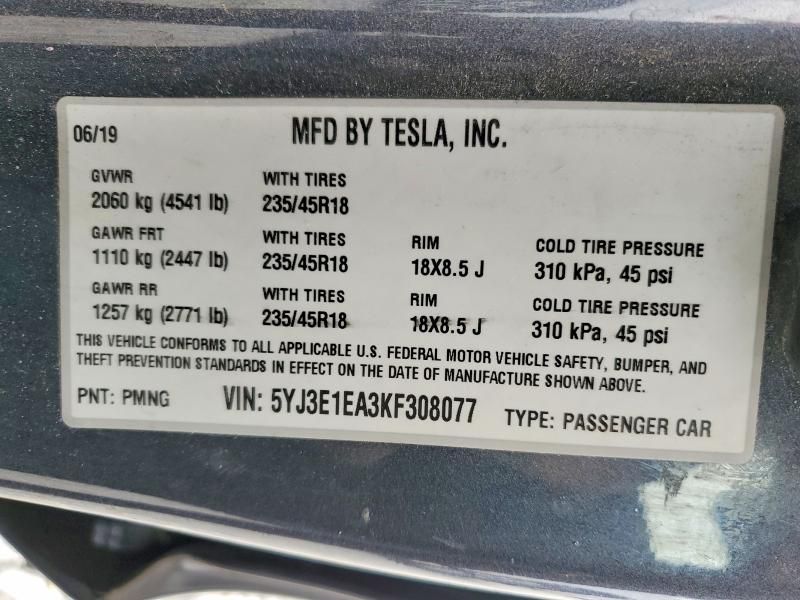 06/19 MFD BY TESLA, INC.
GVWR WITH TIRES
2060 kg (4541 lb) 235/45R18
GAWR FRT WITH TIRES RIM COLD TIRE PRESSURE
1110 kg (2447 lb) 235/45R18 18X8.5 J 310 kPa, 45 psi
GAWR RR WITH TIRES RIM COLD TIRE PRESSURE
1257 kg (2771 lb) 235/45R18 18X8.5 J 310 kPa, 45 psi
THIS VEHICLE CONFORMS TO ALL APPLICABLE U.S. FEDERAL MOTOR VEHICLE SAFETY, BUMPER, AND
THEFT PREVENTION STANDARDS IN EFFECT ON THE DATE OF MANUFACTURE SHOWN ABOVE.
PNT: PMNG VIN: 5YJ3E1EA3KF308077 TYPE: PASSENGER CAR